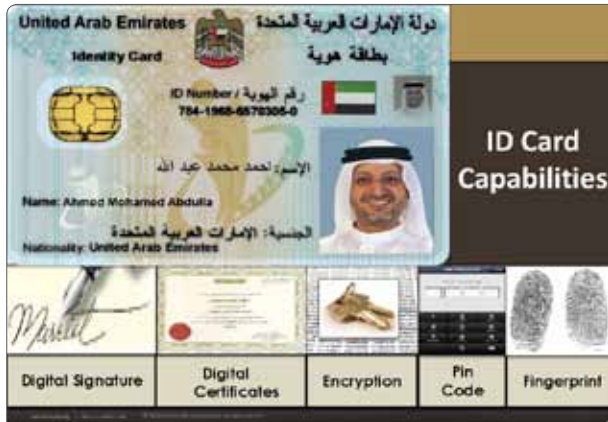 United Arab Emirates دولة الإمارات العربية المتحدة
Identity Card بطاقة هوية
ID Number / رقم الهوية
784-1968-6570305-0
الإسم: احمد محمد عبد الله
Name: Ahmed Mohamed Abdulla
الجنسية: الإمارات العربية المتحدة
Nationality: United Arab Emirates
ID Card
Capabilities
Digital Signature
Digital
Certificates
Encryption
Pin
Code
Fingerprint